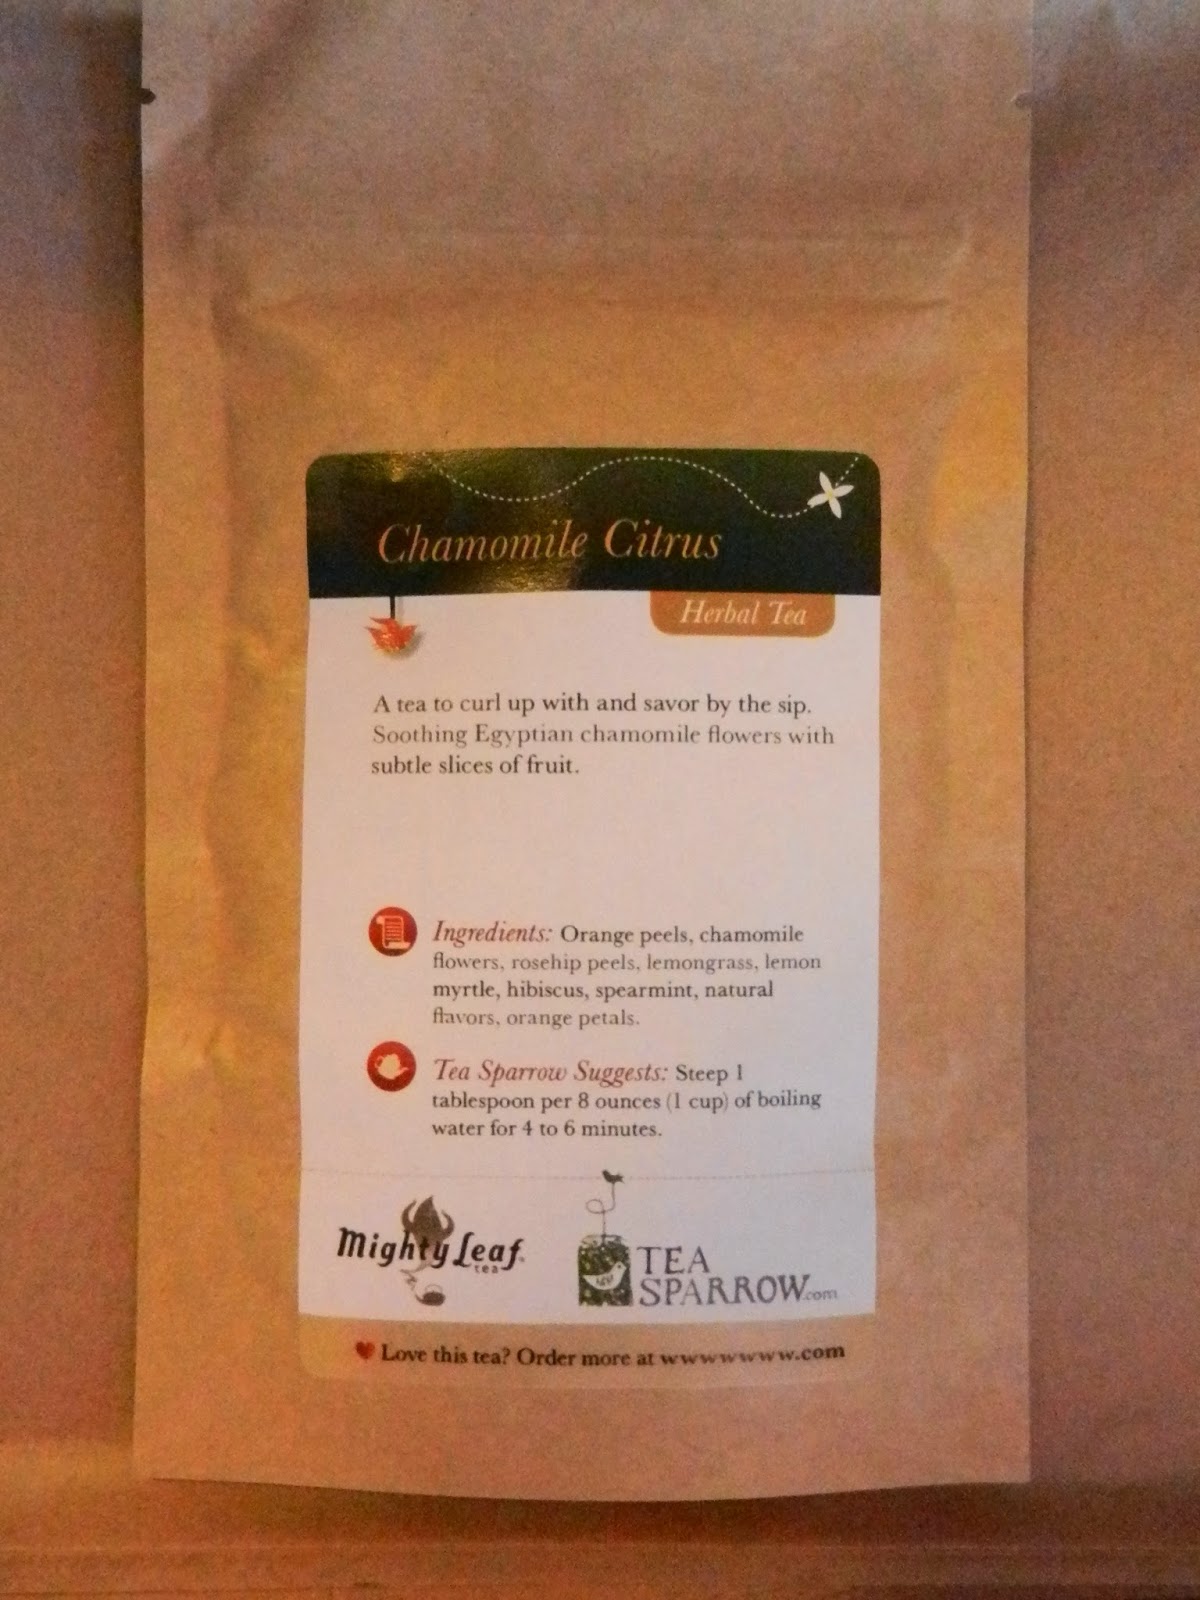 Chamomile Citrus
Herbal Tea
A tea to curl up with and savor by the sip.
Soothing Egyptian chamomile flowers with
subtle slices of fruit.
Ingredients: Orange peels, chamomile
flowers, rosehip peels, lemongrass, lemon
myrtle, hibiscus, spearmint, natural
flavors, orange petals.
Tea Sparrow Suggests: Steep 1
tablespoon per 8 ounces (1 cup) of boiling
water for 4 to 6 minutes.
Mighty Leaf
tea
TEA
SPARROW.com
Love this tea? Order more at wwwwwww.com